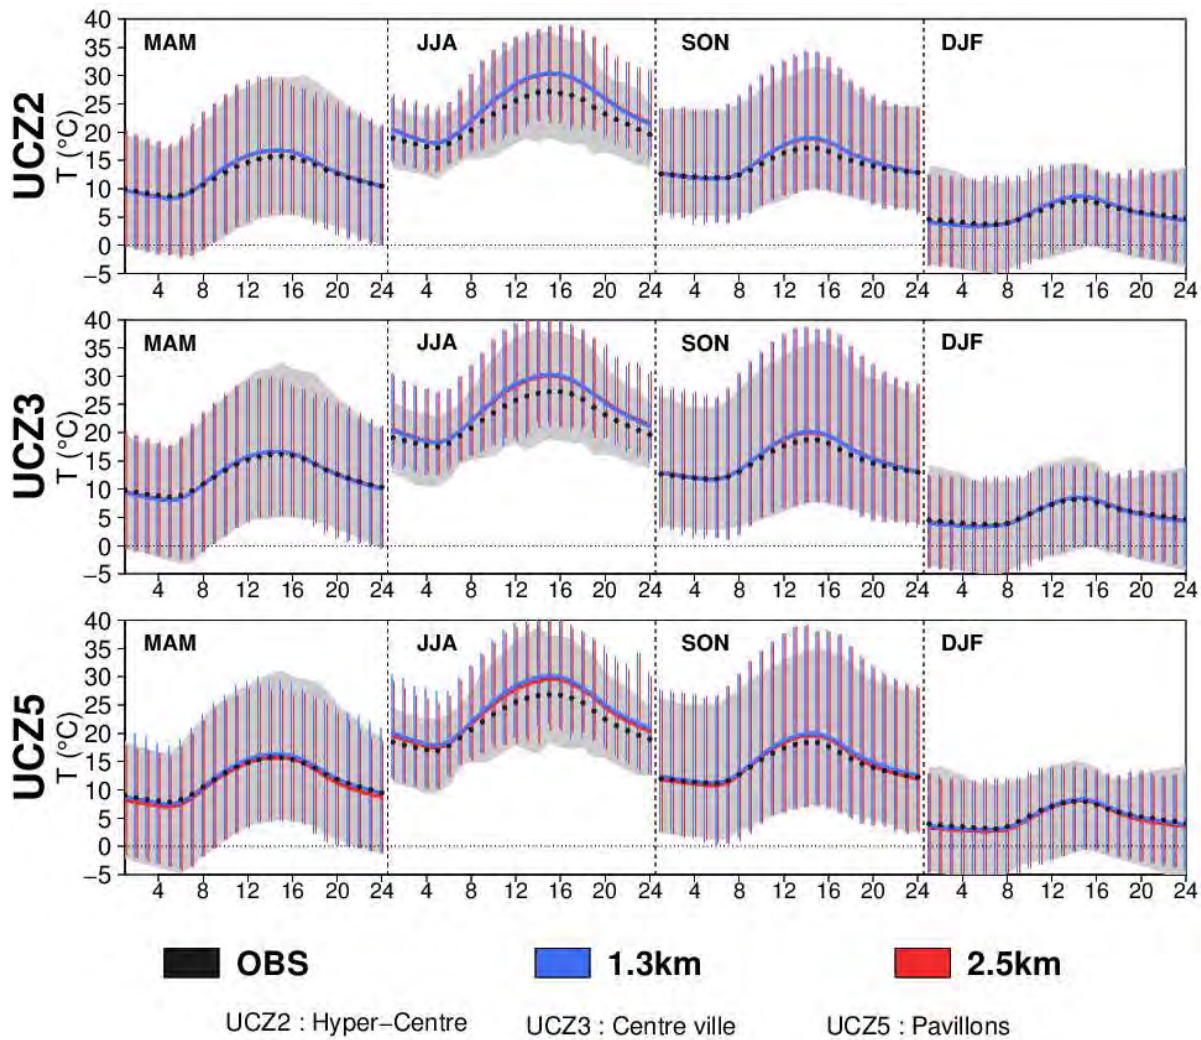 40
35
30
25
20
15
10
5
0
−5
UCZ2
T (°C)
MAM JJA SON DJF
4 8 12 16 20 24 4 8 12 16 20 24 4 8 12 16 20 24 4 8 12 16 20 24
40
35
30
25
20
15
10
5
0
−5
UCZ3
T (°C)
MAM JJA SON DJF
4 8 12 16 20 24 4 8 12 16 20 24 4 8 12 16 20 24 4 8 12 16 20 24
40
35
30
25
20
15
10
5
0
−5
UCZ5
T (°C)
MAM JJA SON DJF
4 8 12 16 20 24 4 8 12 16 20 24 4 8 12 16 20 24 4 8 12 16 20 24
OBS 1.3km 2.5km
UCZ2 : Hyper−Centre UCZ3 : Centre ville UCZ5 : Pavillons